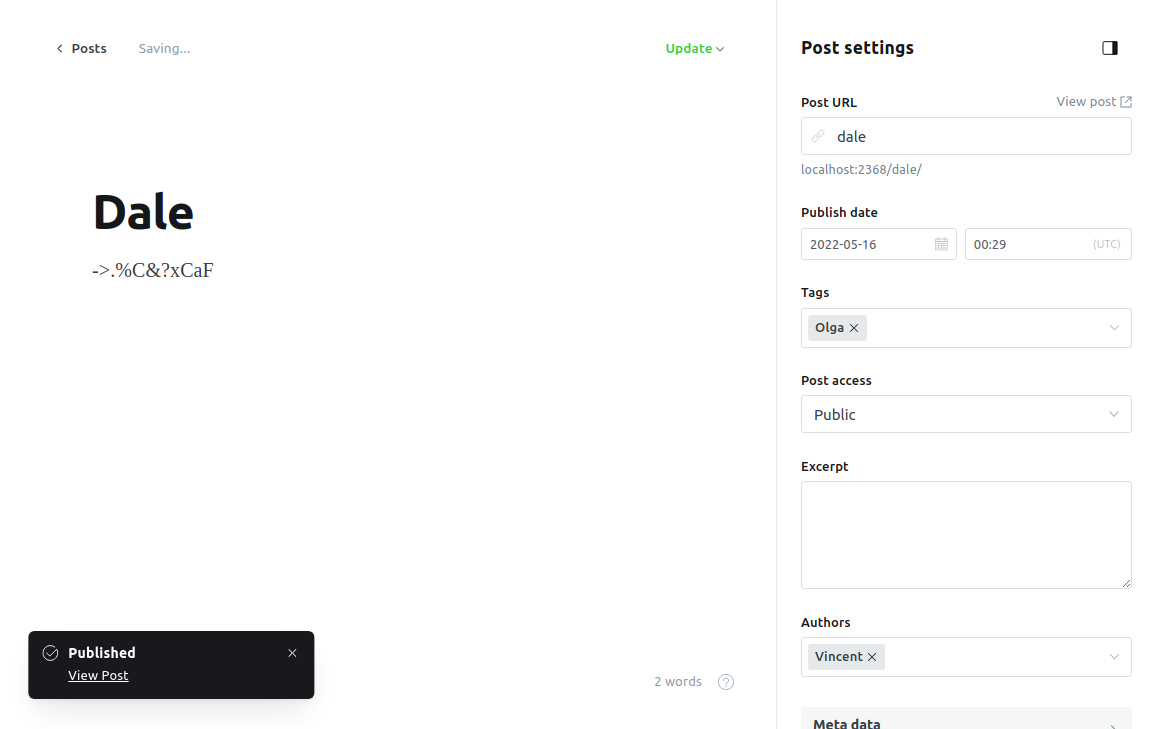 Posts
Saving...
Update
Dale
->.%C&?xCaF
Published
View Post
2 words
?
Post settings
Post URL
View post
dale
localhost:2368/dale/
Publish date
2022-05-16
00:29
(UTC)
Tags
Olga
Post access
Public
Excerpt
Authors
Vincent
Meta data